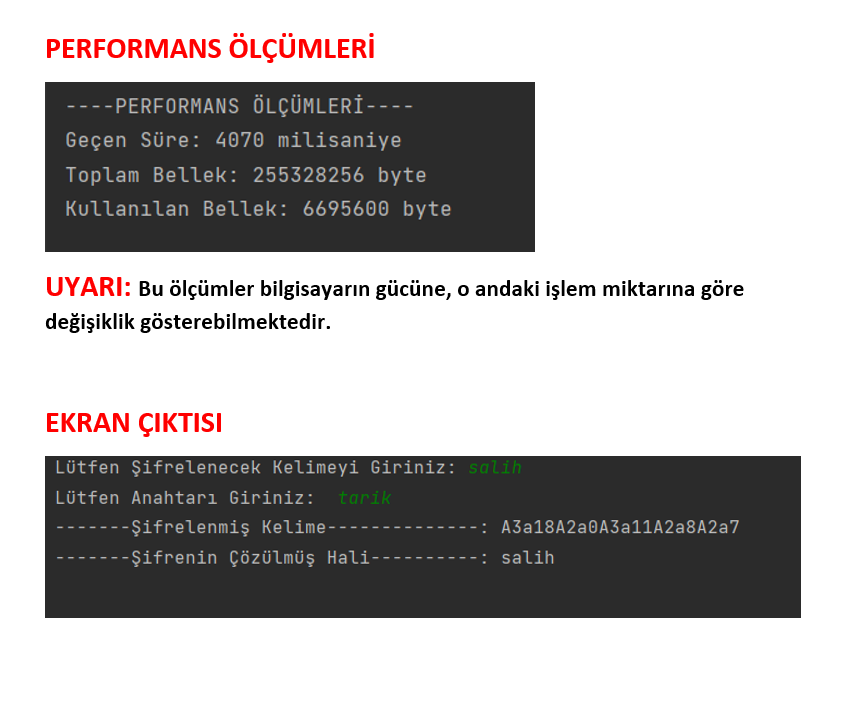 PERFORMANS ÖLÇÜMLERİ
----PERFORMANS ÖLÇÜMLERİ----
Geçen Süre: 4070 milisaniye
Toplam Bellek: 255328256 byte
Kullanılan Bellek: 6695600 byte
UYARI: Bu ölçümler bilgisayarın gücüne, o andaki işlem miktarına göre
değişiklik gösterebilmektedir.
EKRAN ÇIKTISI
Lütfen Şifrelenecek Kelimeyi Giriniz: salih
Lütfen Anahtarı Giriniz:  tarik
-------Şifrelenmiş Kelime--------------: A3a18A2a0A3a11A2a8A2a7
-------Şifrenin Çözülmüş Hali----------: salih